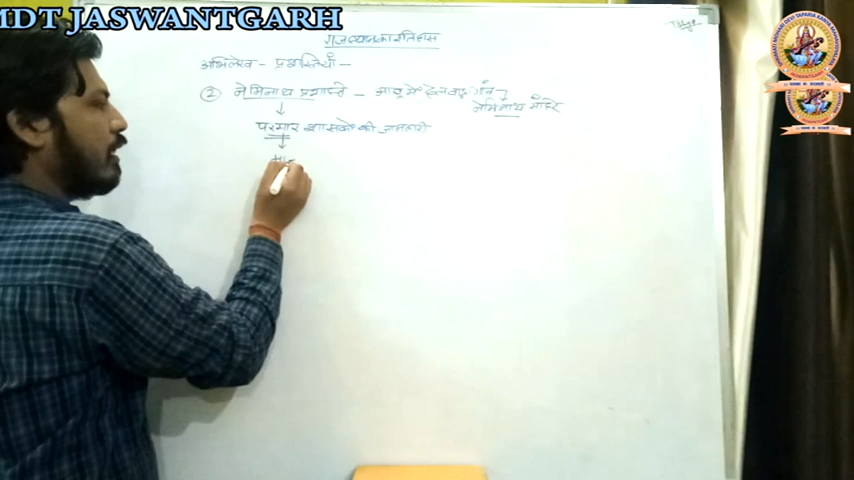 MDT JASWANTGARH
राजस्थान का इतिहास
अभिलेख - प्रशस्तियाँ -
② नेमिनाथ प्रशस्ति - आबू में देलवाड़ा गांव
नेमिनाथ मंदिर
↓
परमार शासकों की जानकारी
↓